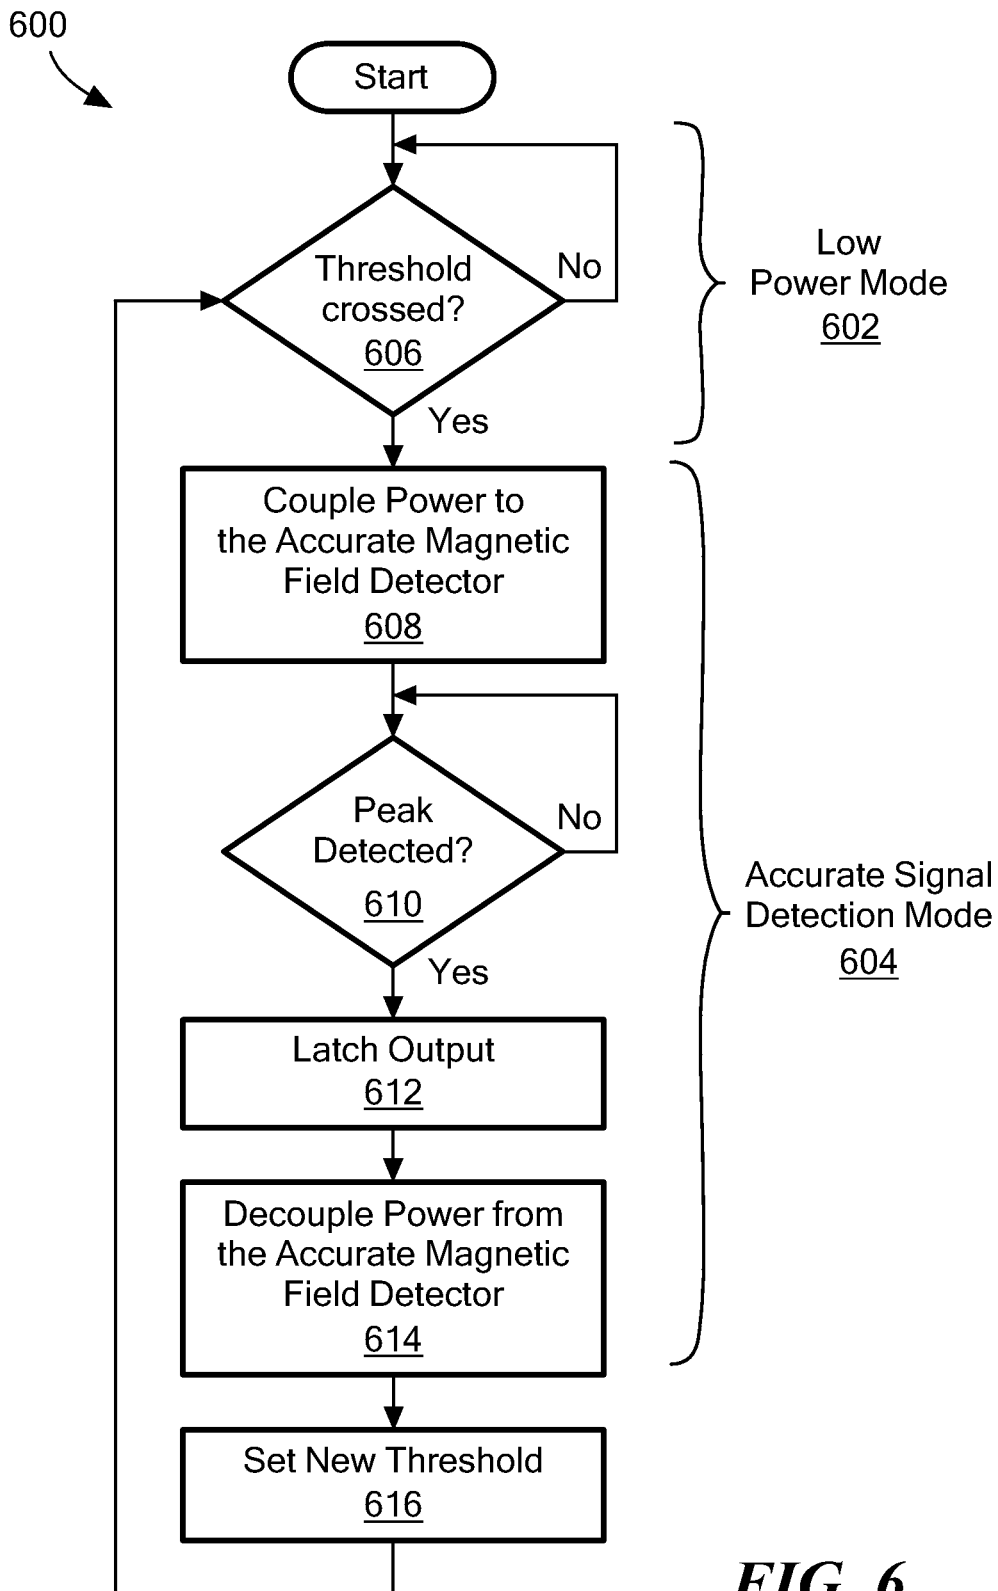 600
Start
Threshold
crossed?
606
No
Yes
Low
Power Mode
602
Couple Power to
the Accurate Magnetic
Field Detector
608
Peak
Detected?
610
No
Yes
Accurate Signal
Detection Mode
604
Latch Output
612
Decouple Power from
the Accurate Magnetic
Field Detector
614
Set New Threshold
616
FIG. 6